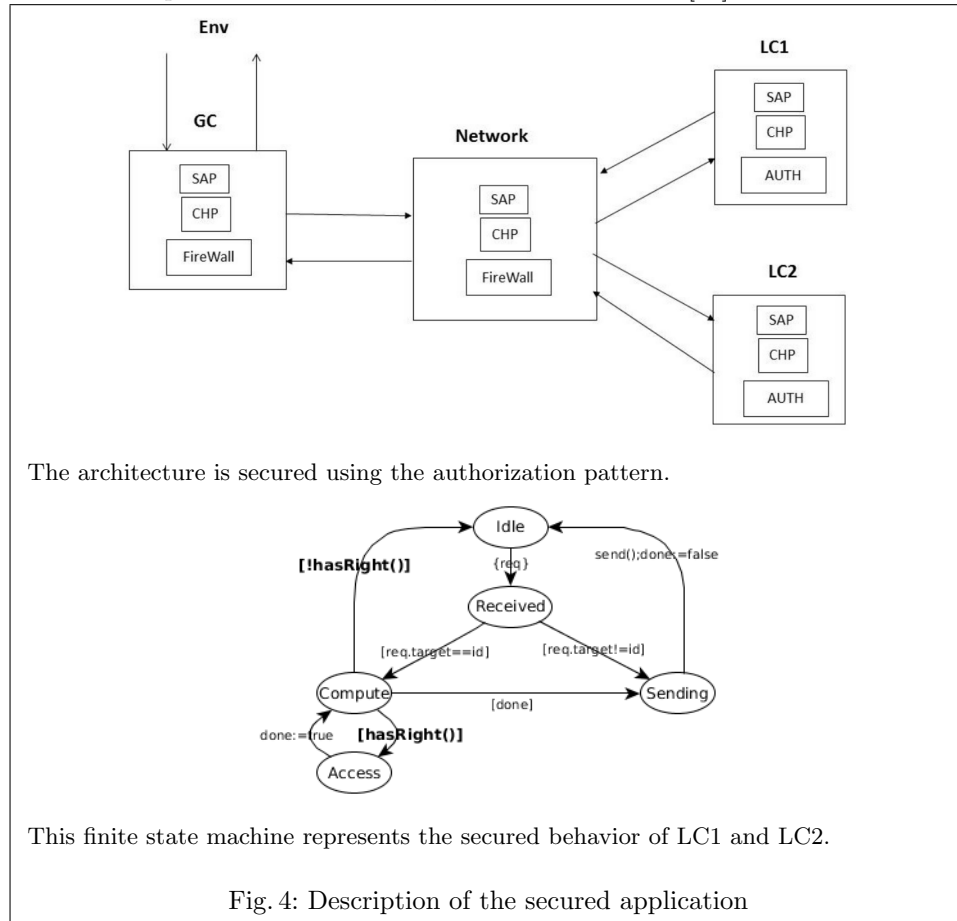 Env
LC1
SAP
CHP
AUTH
GC
SAP
CHP
FireWall
Network
SAP
CHP
FireWall
LC2
SAP
CHP
AUTH
The architecture is secured using the authorization pattern.
Idle
[!hasRight()]
{req}
send();done:=false
Received
[req.target==id]
[req.target!=id]
Compute
[done]
Sending
done:=true
[hasRight()]
Access
This finite state machine represents the secured behavior of LC1 and LC2.
Fig. 4: Description of the secured application